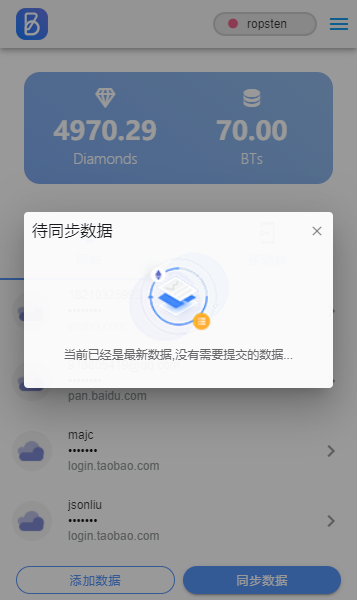 ropsten
4970.29
70.00
Diamonds
BTs
待同步数据
当前已经是最新数据,没有需要提交的数据...
•••••••
pan.baidu.com
majc
•••••••
login.taobao.com
jsonliu
•••••••
login.taobao.com
添加数据
同步数据